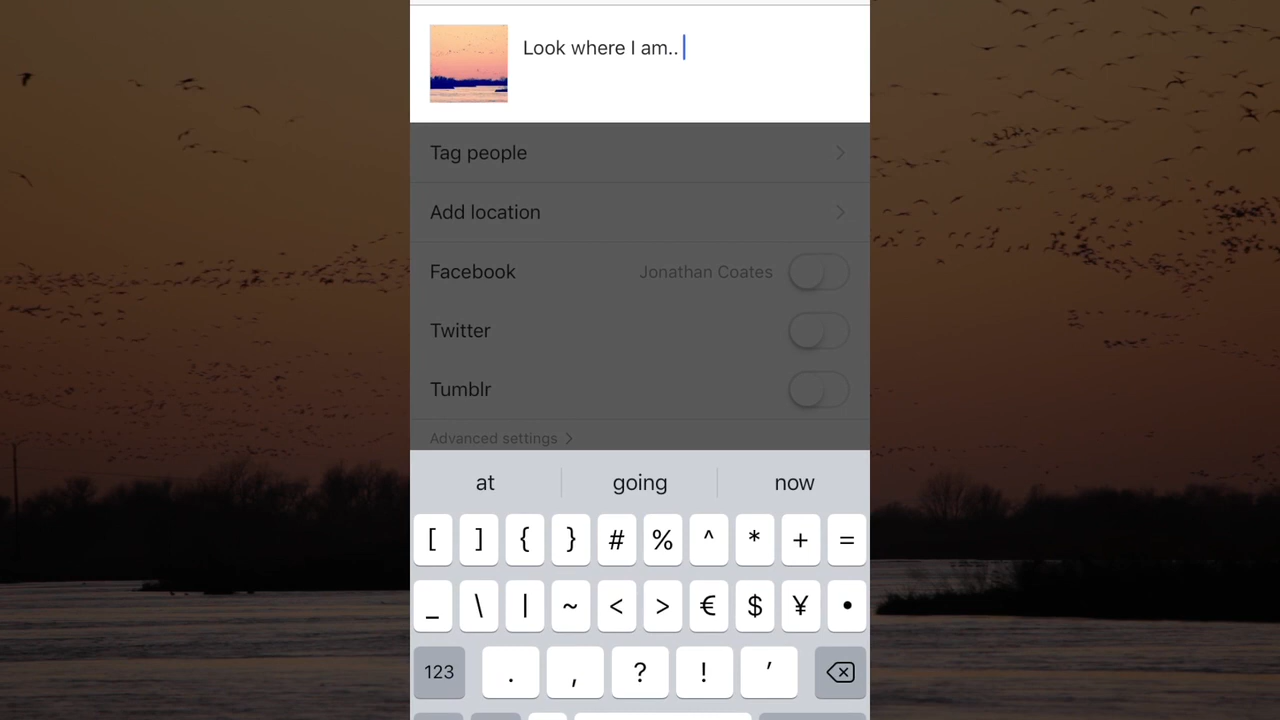 Look where I am..
Tag people
Add location
Facebook Jonathan Coates
Twitter
Tumblr
Advanced settings
at going now
[ ] { } # % ^ * + =
_ \ | ~ < > € $ ¥ •
123 . , ? ! ’